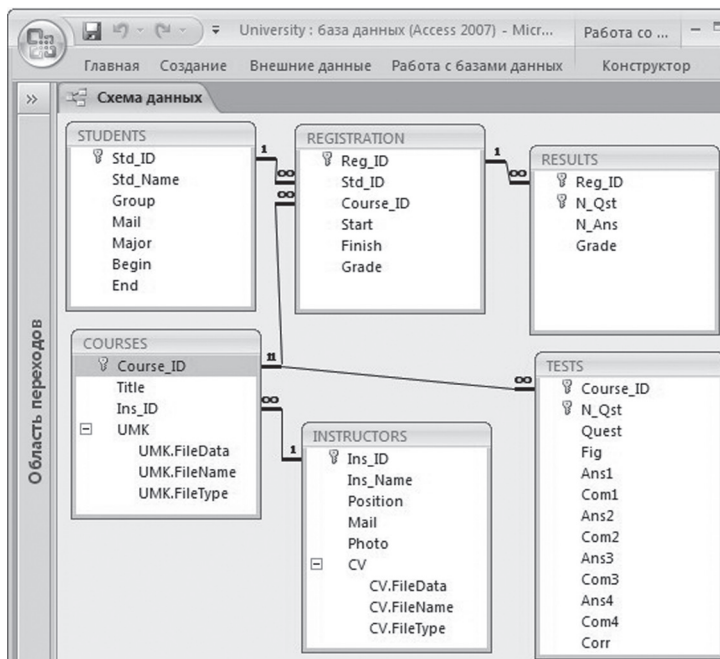 University : база данных (Access 2007) - Micr...
Работа со ...
Главная
Создание
Внешние данные
Работа с базами данных
Конструктор
»
Схема данных
Область переходов
STUDENTS
Std_ID
Std_Name
Group
Mail
Major
Begin
End
1
∞
REGISTRATION
Reg_ID
Std_ID
Course_ID
Start
Finish
Grade
∞
1
∞
RESULTS
Reg_ID
N_Qst
N_Ans
Grade
COURSES
Course_ID
Title
Ins_ID
UMK
UMK.FileData
UMK.FileName
UMK.FileType
11
∞
1
INSTRUCTORS
Ins_ID
Ins_Name
Position
Mail
Photo
CV
CV.FileData
CV.FileName
CV.FileType
∞
TESTS
Course_ID
N_Qst
Quest
Fig
Ans1
Com1
Ans2
Com2
Ans3
Com3
Ans4
Com4
Corr